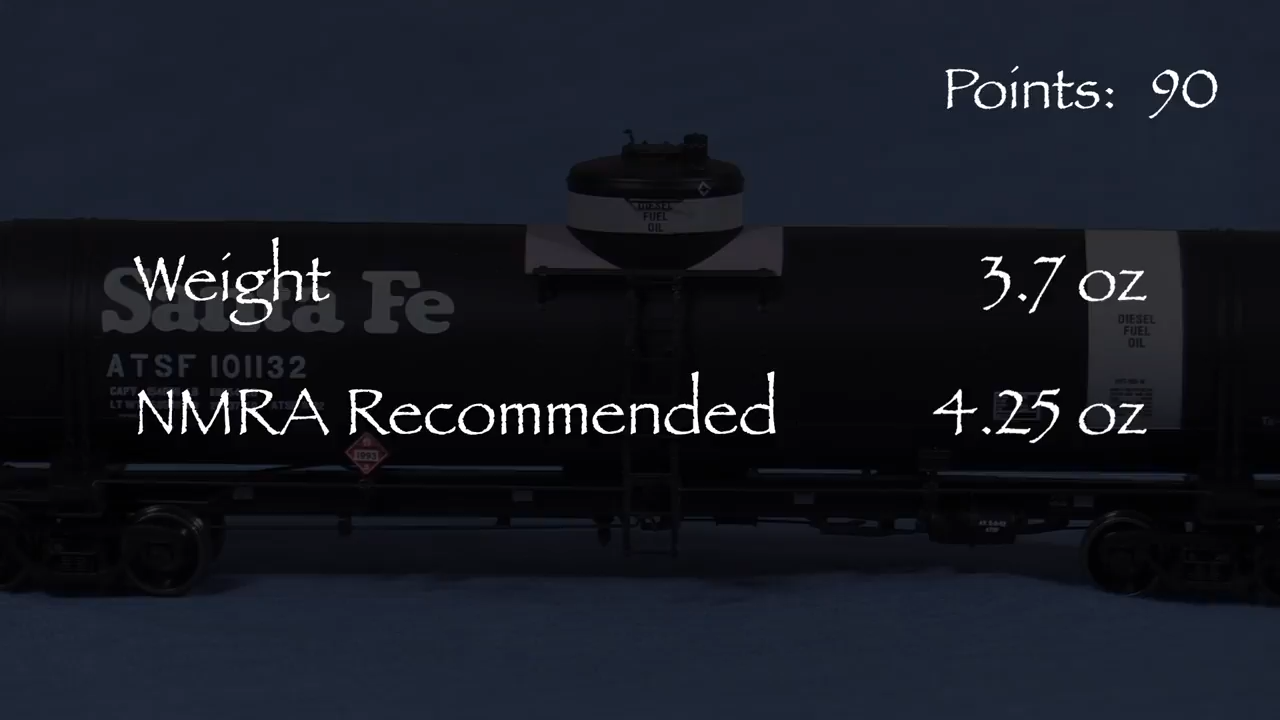 Points: 90
DIESEL
FUEL
OIL
Weight 3.7 oz
Santa Fe
DIESEL
FUEL
OIL
ATSF 101132
NMRA Recommended 4.25 oz
1993